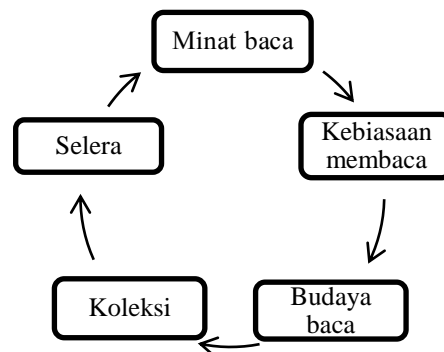 Minat baca
Kebiasaan
membaca
Budaya
baca
Koleksi
Selera